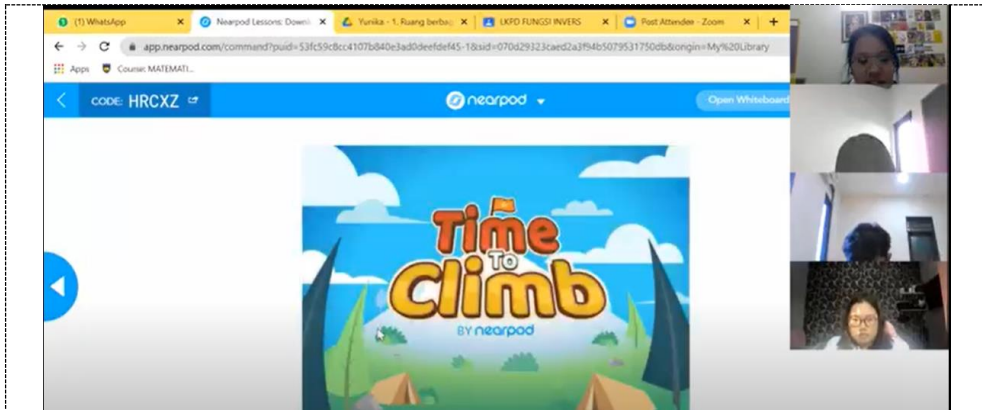 (1) WhatsApp
Nearpod Lessons: Downl
Yunika - 1. Ruang berbag
LKPD FUNGSI INVERS
Post Attendee - Zoom
app.nearpod.com/command?puid=53fc59c8cc4107b840e3ad0deefdef45-1&sid=070d29323caed2a3f94b5079531750db&origin=My%20Library
Apps
Course: MATEMATI...
CODE: HRCXZ
nearpod
Open Whiteboard
Time
To
Climb
BY nearpod